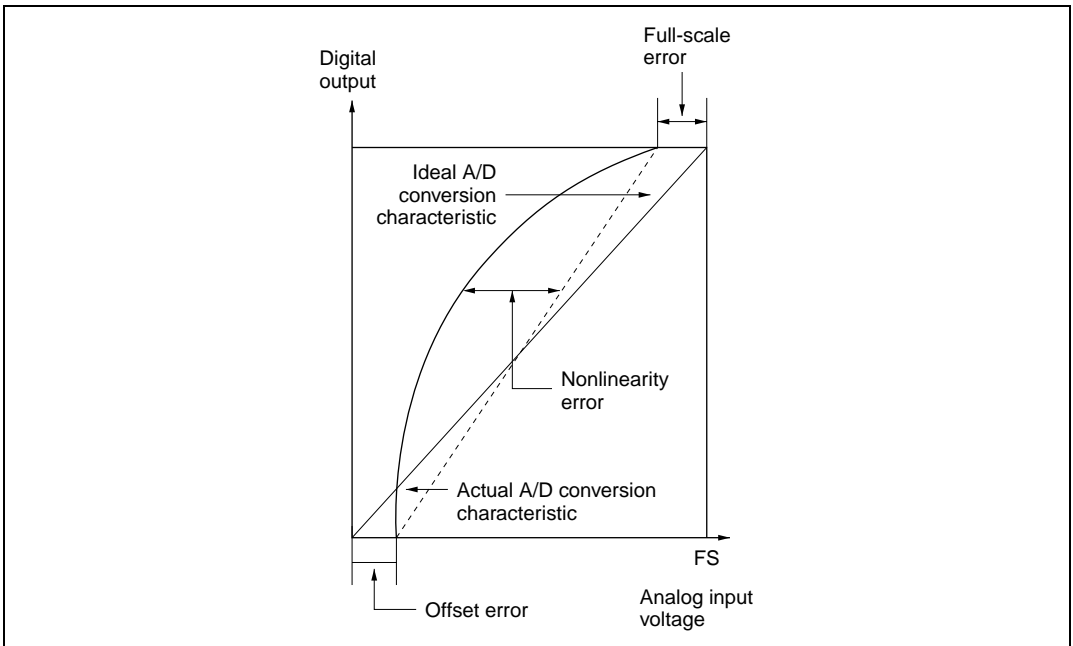 Full-scale
error
Digital
output
Ideal A/D
conversion
characteristic
Nonlinearity
error
Actual A/D conversion
characteristic
FS
Offset error
Analog input
voltage